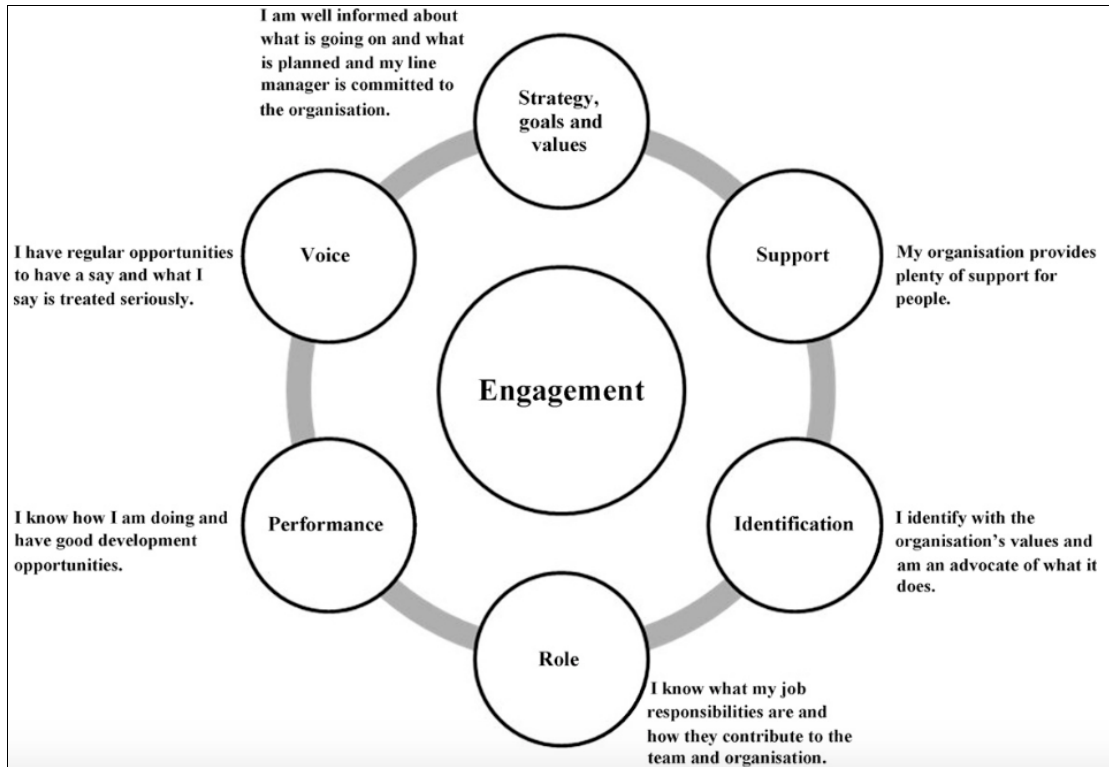 I am well informed about
what is going on and what
is planned and my line
manager is committed to
the organisation.
Strategy,
goals and
values
Voice
Support
I have regular opportunities
to have a say and what I
say is treated seriously.
My organisation provides
plenty of support for
people.
Engagement
Performance
Identification
I know how I am doing and
have good development
opportunities.
I identify with the
organisation’s values and
am an advocate of what it
does.
Role
I know what my job
responsibilities are and
how they contribute to the
team and organisation.